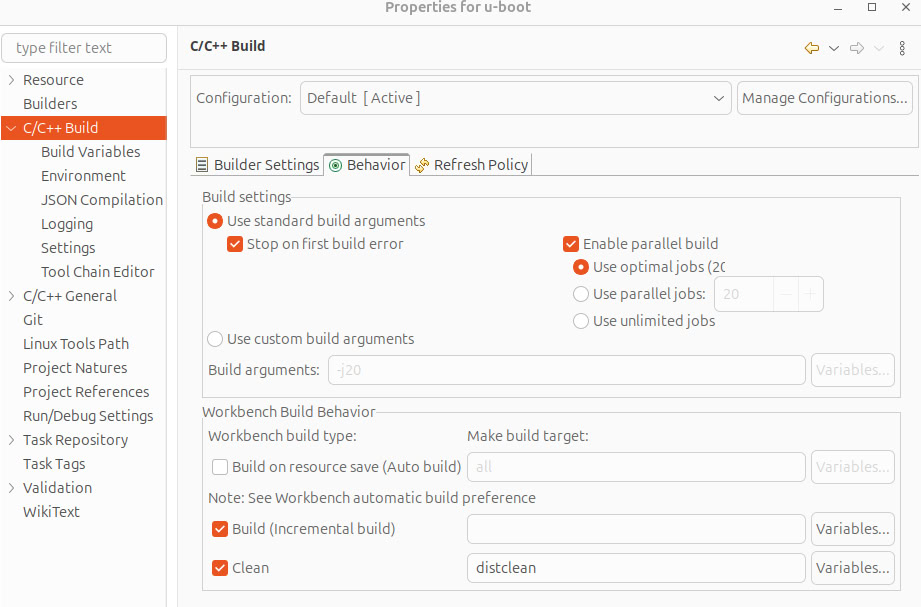 Properties for u-boot
type filter text
Resource
Builders
C/C++ Build
Build Variables
Environment
JSON Compilation
Logging
Settings
Tool Chain Editor
C/C++ General
Git
Linux Tools Path
Project Natures
Project References
Run/Debug Settings
Task Repository
Task Tags
Validation
WikiText
C/C++ Build
Configuration: Default [ Active ] Manage Configurations...
Builder Settings Behavior Refresh Policy
Build settings
Use standard build arguments
Stop on first build error Enable parallel build
Use optimal jobs (20
Use parallel jobs: 20 − +
Use unlimited jobs
Use custom build arguments
Build arguments: -j20 Variables...
Workbench Build Behavior
Workbench build type: Make build target:
Build on resource save (Auto build) all Variables...
Note: See Workbench automatic build preference
Build (Incremental build) Variables...
Clean distclean Variables...